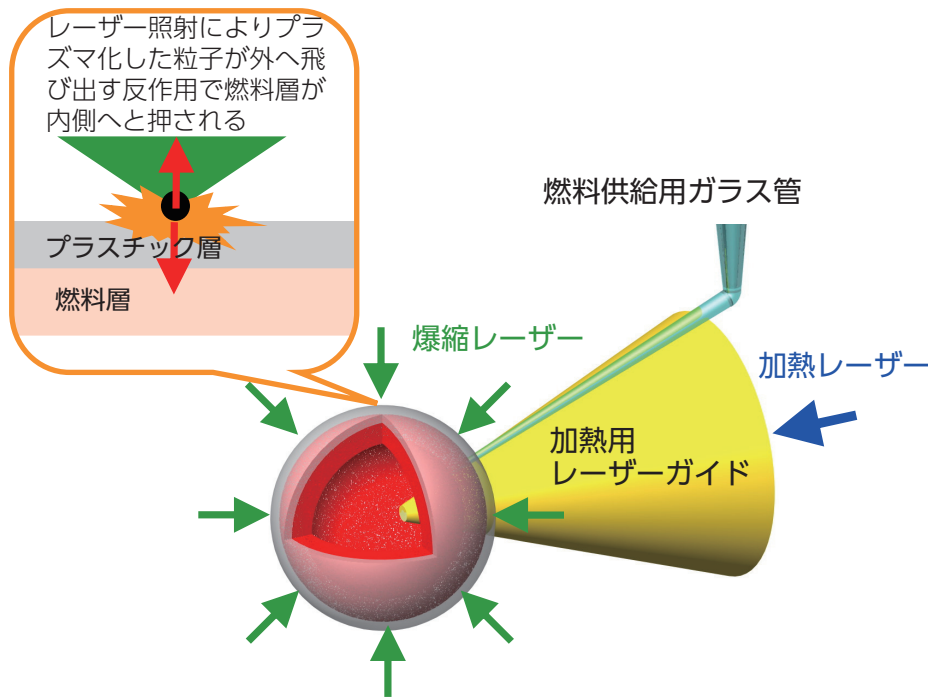 レーザー照射によりプラ
ズマ化した粒子が外へ飛
び出す反作用で燃料層が
内側へと押される
プラスチック層
燃料層
燃料供給用ガラス管
爆縮レーザー
加熱レーザー
加熱用
レーザーガイド